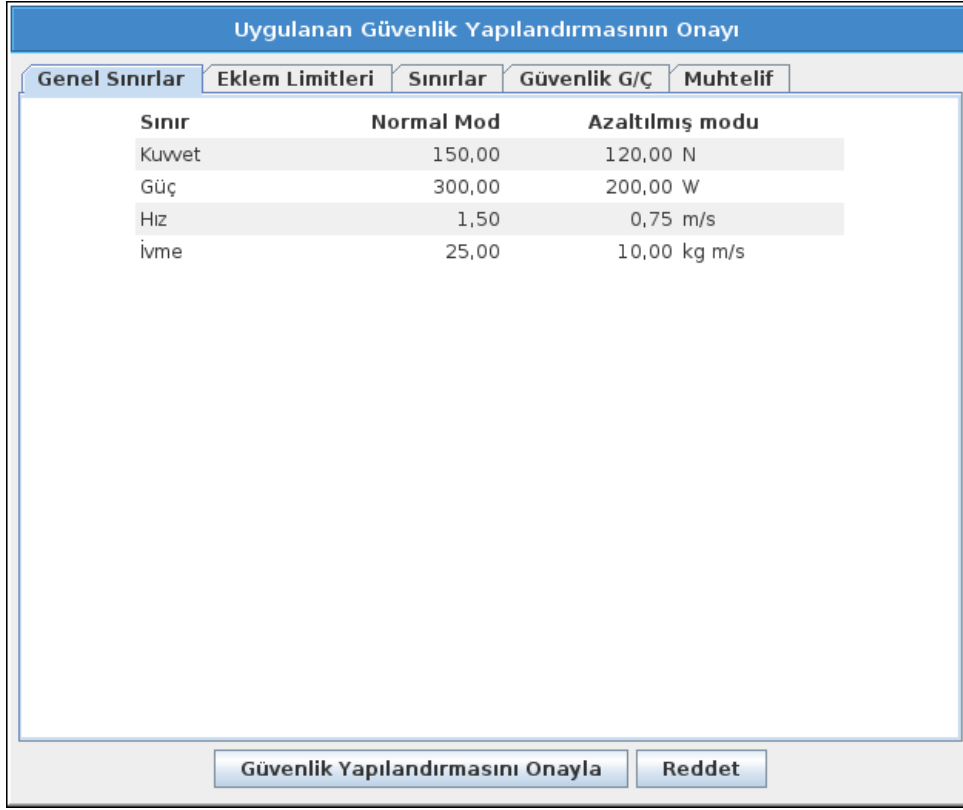 Uygulanan Güvenlik Yapılandırmasının Onayı
Genel Sınırlar Eklem Limitleri Sınırlar Güvenlik G/Ç Muhtelif
Sınır Normal Mod Azaltılmış modu
Kuvvet 150,00 120,00 N
Güç 300,00 200,00 W
Hız 1,50 0,75 m/s
İvme 25,00 10,00 kg m/s
Güvenlik Yapılandırmasını Onayla Reddet